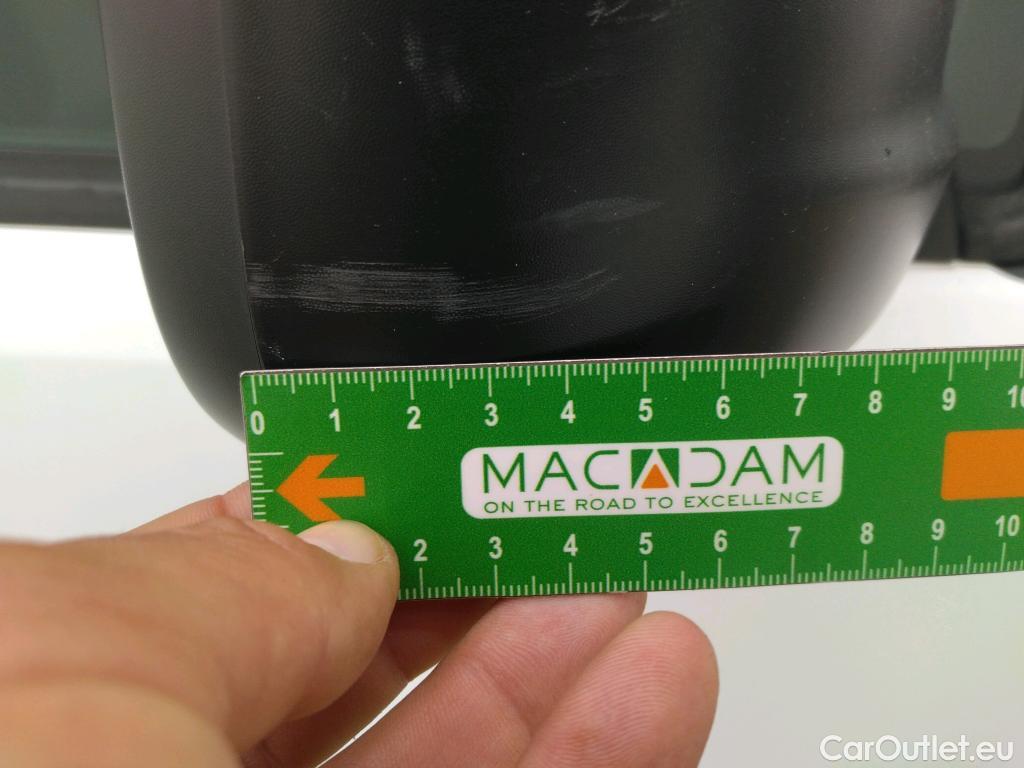 0 1 2 3 4 5 6 7 8 9 10
MACADAM
ON THE ROAD TO EXCELLENCE
2 3 4 5 6 7 8 9 10
CarOutlet.eu